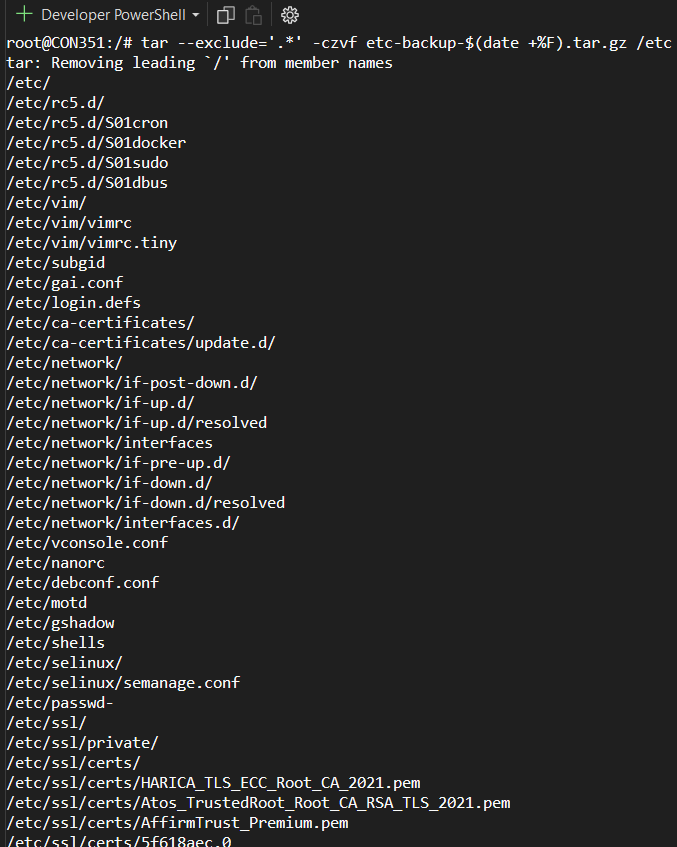 Developer PowerShell
root@CON351:/# tar --exclude='.*' -czvf etc-backup-$(date +%F).tar.gz /etc
tar: Removing leading `/' from member names
/etc/
/etc/rc5.d/
/etc/rc5.d/S01cron
/etc/rc5.d/S01docker
/etc/rc5.d/S01sudo
/etc/rc5.d/S01dbus
/etc/vim/
/etc/vim/vimrc
/etc/vim/vimrc.tiny
/etc/subgid
/etc/gai.conf
/etc/login.defs
/etc/ca-certificates/
/etc/ca-certificates/update.d/
/etc/network/
/etc/network/if-post-down.d/
/etc/network/if-up.d/
/etc/network/if-up.d/resolved
/etc/network/interfaces
/etc/network/if-pre-up.d/
/etc/network/if-down.d/
/etc/network/if-down.d/resolved
/etc/network/interfaces.d/
/etc/vconsole.conf
/etc/nanorc
/etc/debconf.conf
/etc/motd
/etc/gshadow
/etc/shells
/etc/selinux/
/etc/selinux/semanage.conf
/etc/passwd-
/etc/ssl/
/etc/ssl/private/
/etc/ssl/certs/
/etc/ssl/certs/HARICA_TLS_ECC_Root_CA_2021.pem
/etc/ssl/certs/Atos_TrustedRoot_Root_CA_RSA_TLS_2021.pem
/etc/ssl/certs/AffirmTrust_Premium.pem
/etc/ssl/certs/5f618aec.0